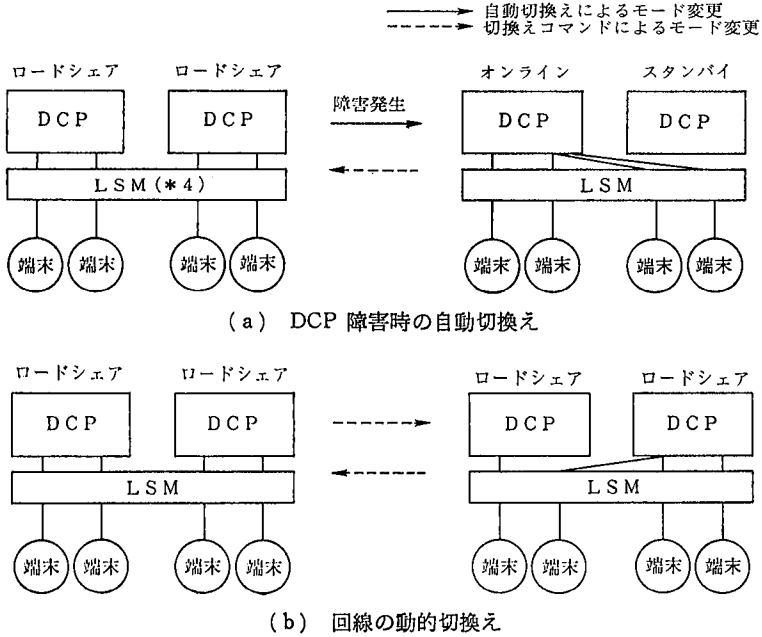 自動切換えによるモード変更
切換えコマンドによるモード変更
ロードシェア ロードシェア オンライン スタンバイ
DCP DCP 障害発生 DCP DCP
LSM(*4) LSM
端末 端末 端末 端末 端末 端末 端末 端末
(a) DCP 障害時の自動切換え
ロードシェア ロードシェア ロードシェア ロードシェア
DCP DCP DCP DCP
LSM LSM
端末 端末 端末 端末 端末 端末 端末 端末
(b) 回線の動的切換え